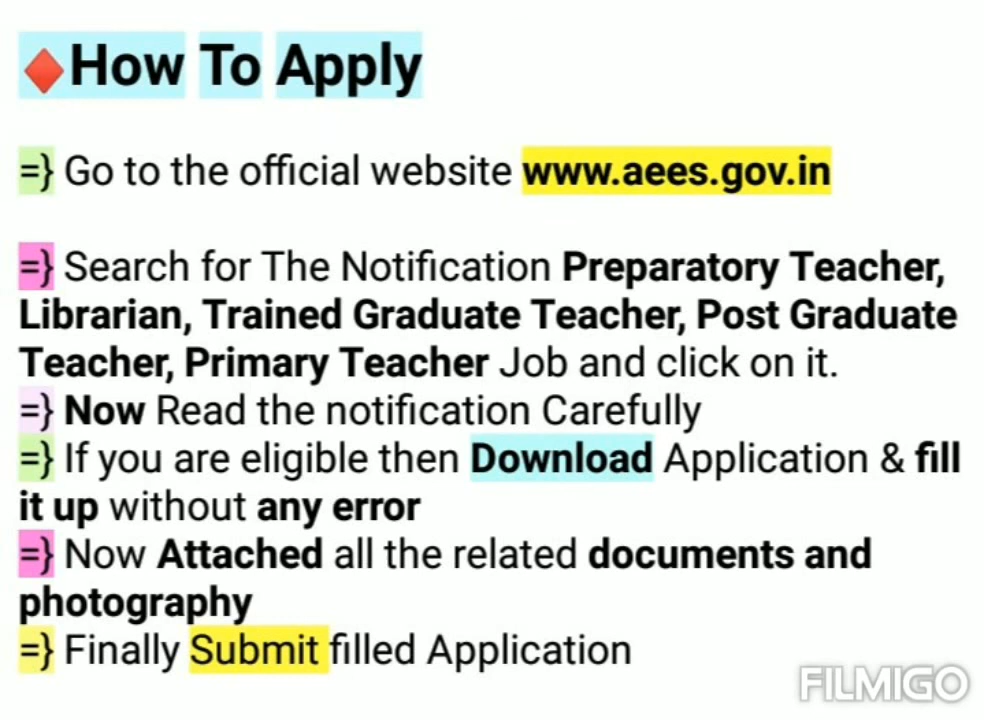 ♦How To Apply
=} Go to the official website www.aees.gov.in
=} Search for The Notification Preparatory Teacher,
Librarian, Trained Graduate Teacher, Post Graduate
Teacher, Primary Teacher Job and click on it.
=} Now Read the notification Carefully
=} If you are eligible then Download Application & fill
it up without any error
=} Now Attached all the related documents and
photography
=} Finally Submit filled Application
FILMIGO